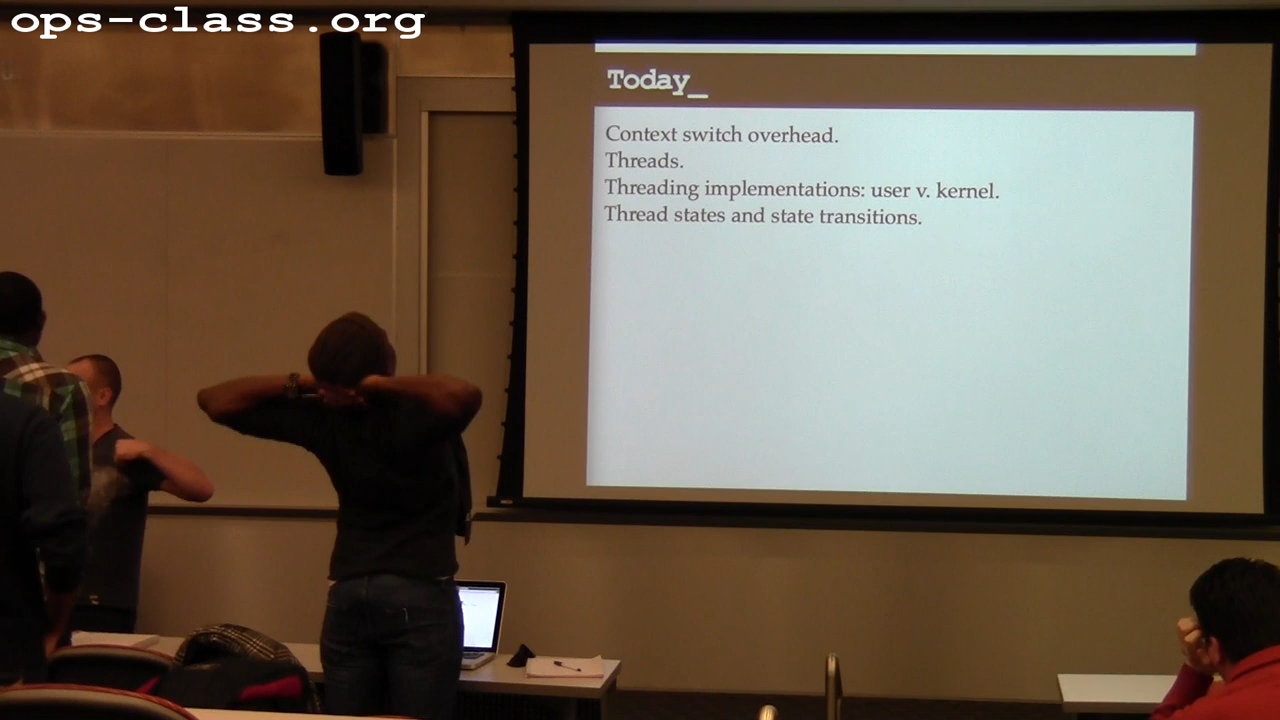 ops-class.org
Today_
Context switch overhead.
Threads.
Threading implementations: user v. kernel.
Thread states and state transitions.